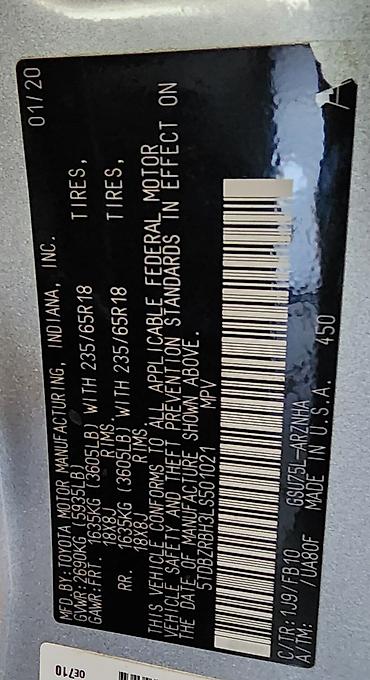 MFD.BY:TOYOTA MOTOR MANUFACTURING, INDIANA, INC. 01/20
GVWR:2690KG (5935LB)
GAWR:FRT. 1635KG (3605LB) WITH 235/65R18 TIRES,
18X8J RIMS
RR. 1635KG (3605LB) WITH 235/65R18 TIRES,
18X8J RIMS
THIS VEHICLE CONFORMS TO ALL APPLICABLE FEDERAL MOTOR
VEHICLE SAFETY AND THEFT PREVENTION STANDARDS IN EFFECT ON
THE DATE OF MANUFACTURE SHOWN ABOVE.
5TDBZRBH3LS501021 MPV
C/TR:1J9/FB10 GSU75L-ARZNHA 450
A/TM: /UA80F MADE IN U.S.A.
A
0E710